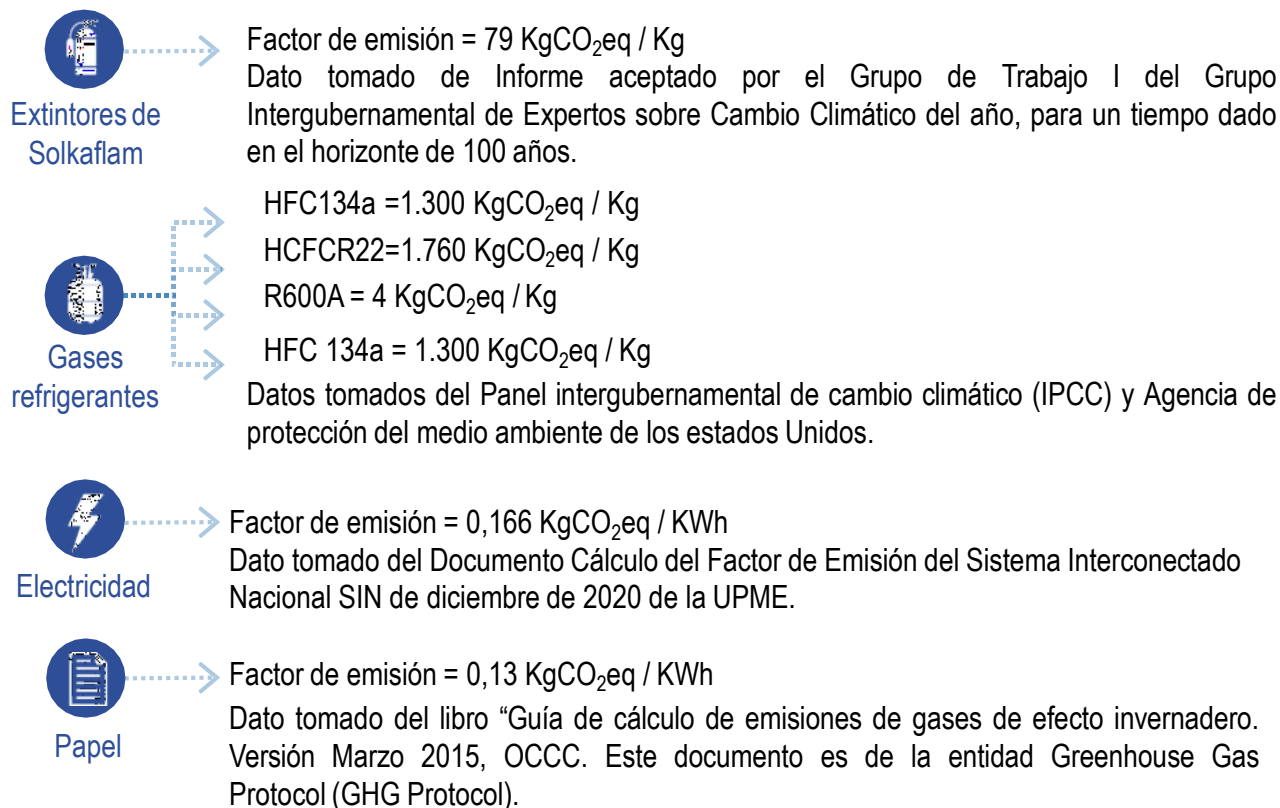 Extintores de
Solkaflam
Factor de emisión = 79 KgCO₂eq / Kg
Dato tomado de Informe aceptado por el Grupo de Trabajo I del Grupo
Intergubernamental de Expertos sobre Cambio Climático del año, para un tiempo dado
en el horizonte de 100 años.
Gases
refrigerantes
HFC134a =1.300 KgCO₂eq / Kg
HCFCR22=1.760 KgCO₂eq / Kg
R600A = 4 KgCO₂eq / Kg
HFC 134a = 1.300 KgCO₂eq / Kg
Datos tomados del Panel intergubernamental de cambio climático (IPCC) y Agencia de
protección del medio ambiente de los estados Unidos.
Electricidad
Factor de emisión = 0,166 KgCO₂eq / KWh
Dato tomado del Documento Cálculo del Factor de Emisión del Sistema Interconectado
Nacional SIN de diciembre de 2020 de la UPME.
Papel
Factor de emisión = 0,13 KgCO₂eq / KWh
Dato tomado del libro “Guía de cálculo de emisiones de gases de efecto invernadero.
Versión Marzo 2015, OCCC. Este documento es de la entidad Greenhouse Gas
Protocol (GHG Protocol).